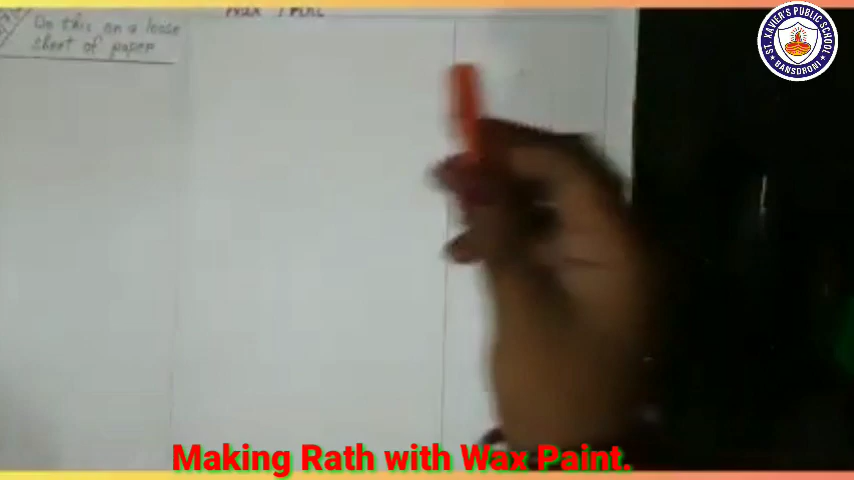 Do this on a loose
sheet of paper
ST. XAVIER'S PUBLIC SCHOOL
BANSDRONI
Making Rath with Wax Paint.